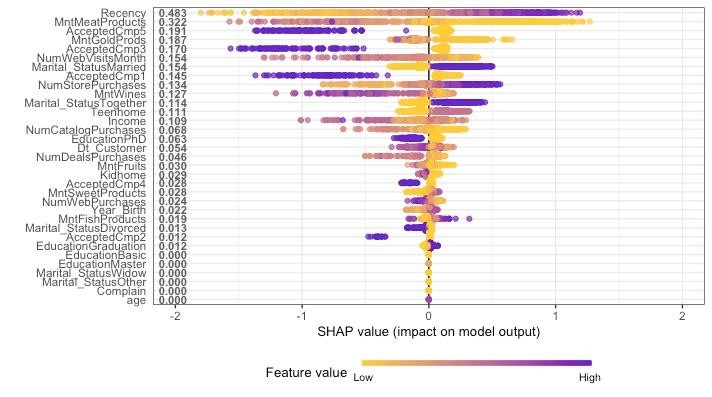 Recency 0.483
MntMeatProducts 0.322
AcceptedCmp5 0.191
MntGoldProds 0.187
AcceptedCmp3 0.170
NumWebVisitsMonth 0.154
Marital_StatusMarried 0.154
AcceptedCmp1 0.145
NumStorePurchases 0.134
MntWines 0.127
Marital_StatusTogether 0.114
Teenhome 0.111
Income 0.109
NumCatalogPurchases 0.068
EducationPhD 0.063
Dt_Customer 0.054
NumDealsPurchases 0.046
MntFruits 0.030
Kidhome 0.029
AcceptedCmp4 0.028
MntSweetProducts 0.028
NumWebPurchases 0.024
Year_Birth 0.022
MntFishProducts 0.019
Marital_StatusDivorced 0.013
AcceptedCmp2 0.012
EducationGraduation 0.012
EducationBasic 0.000
EducationMaster 0.000
Marital_StatusWidow 0.000
Marital_StatusOther 0.000
Complain 0.000
age 0.000
-2 -1 0 1 2
SHAP value (impact on model output)
Feature value Low High